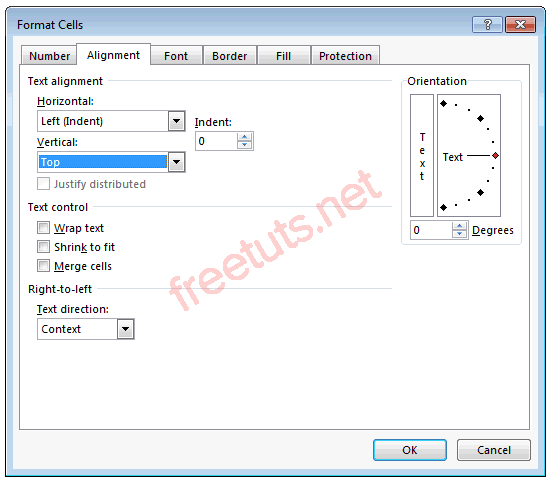 Format Cells
Number Alignment Font Border Fill Protection
Text alignment
Horizontal:
Left (Indent)
Indent:
0
Vertical:
Top
Justify distributed
Text control
Wrap text
Shrink to fit
Merge cells
Right-to-left
Text direction:
Context
Orientation
Text
Text
0 Degrees
freetuts.net
OK Cancel